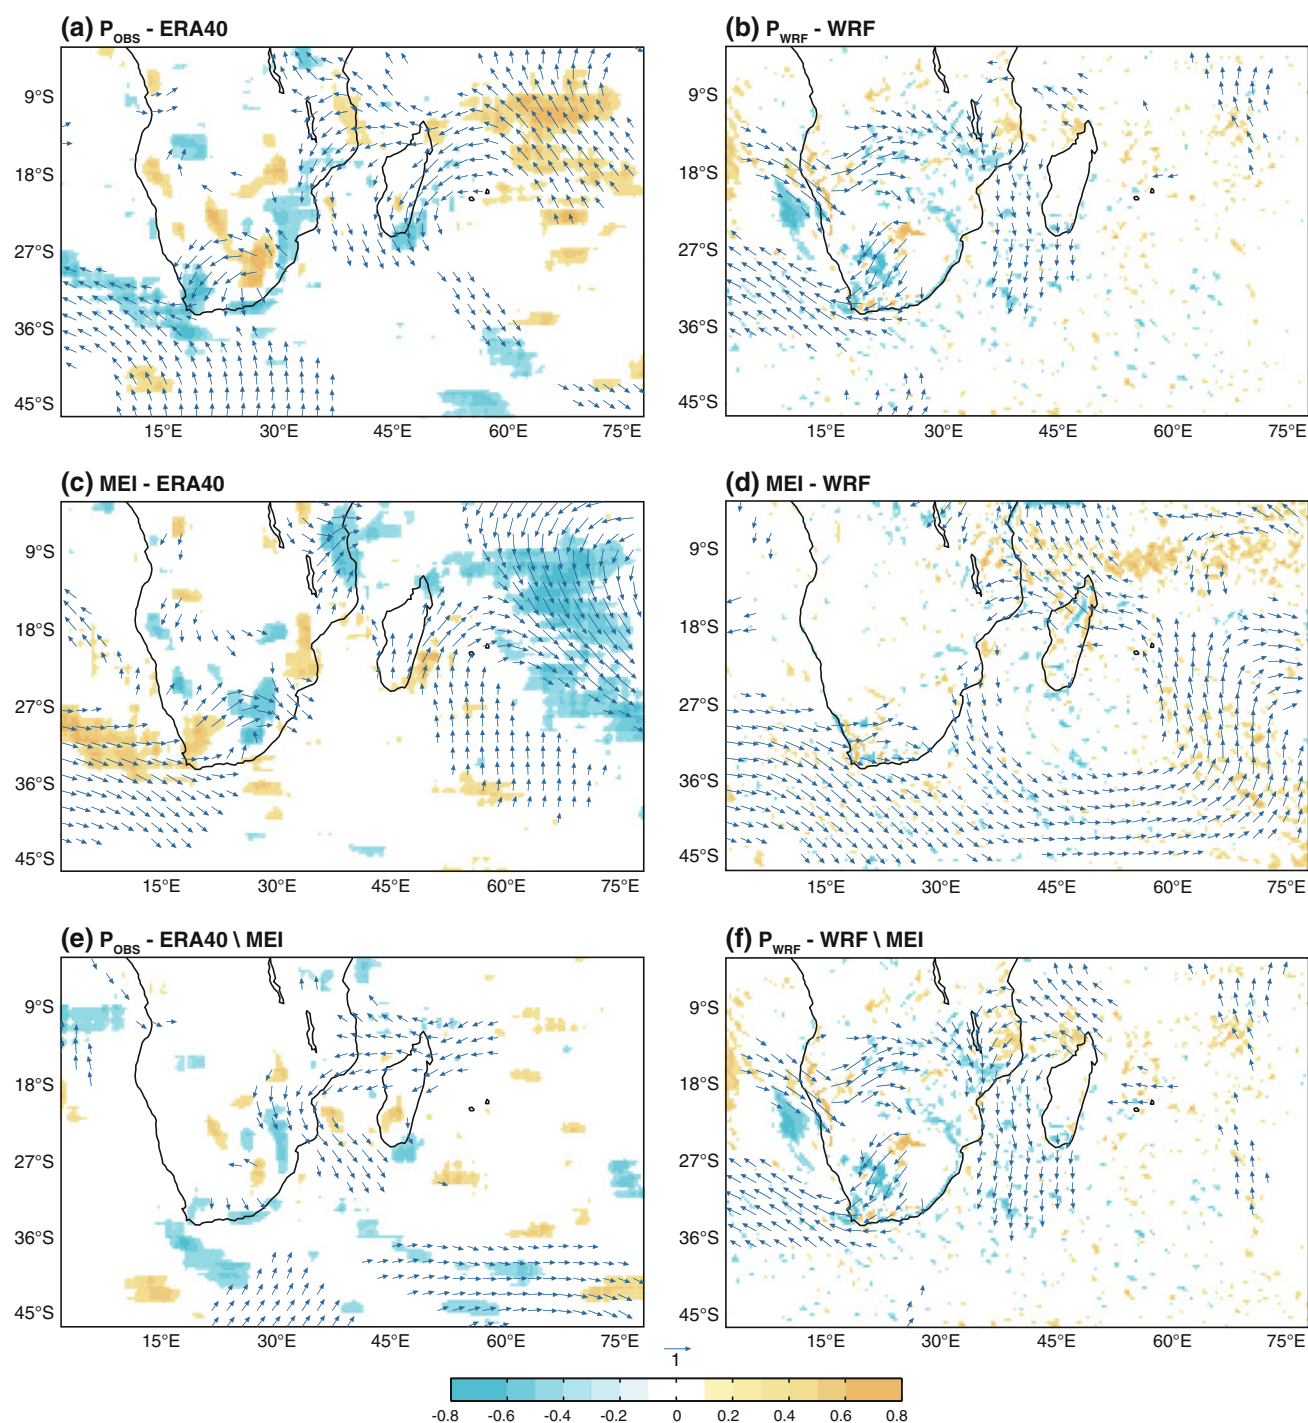 (a) P_OBS - ERA40
(b) P_WRF - WRF
9°S
18°S
27°S
36°S
45°S
15°E 30°E 45°E 60°E 75°E
9°S
18°S
27°S
36°S
45°S
15°E 30°E 45°E 60°E 75°E
(c) MEI - ERA40
(d) MEI - WRF
9°S
18°S
27°S
36°S
45°S
15°E 30°E 45°E 60°E 75°E
9°S
18°S
27°S
36°S
45°S
15°E 30°E 45°E 60°E 75°E
(e) P_OBS - ERA40 \ MEI
(f) P_WRF - WRF \ MEI
9°S
18°S
27°S
36°S
45°S
15°E 30°E 45°E 60°E 75°E
9°S
18°S
27°S
36°S
45°S
15°E 30°E 45°E 60°E 75°E
1
-0.8 -0.6 -0.4 -0.2 0 0.2 0.4 0.6 0.8